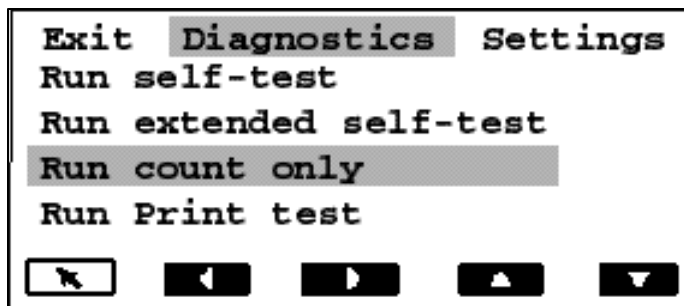 Exit Diagnostics Settings
Run self-test
Run extended self-test
Run count only
Run Print test